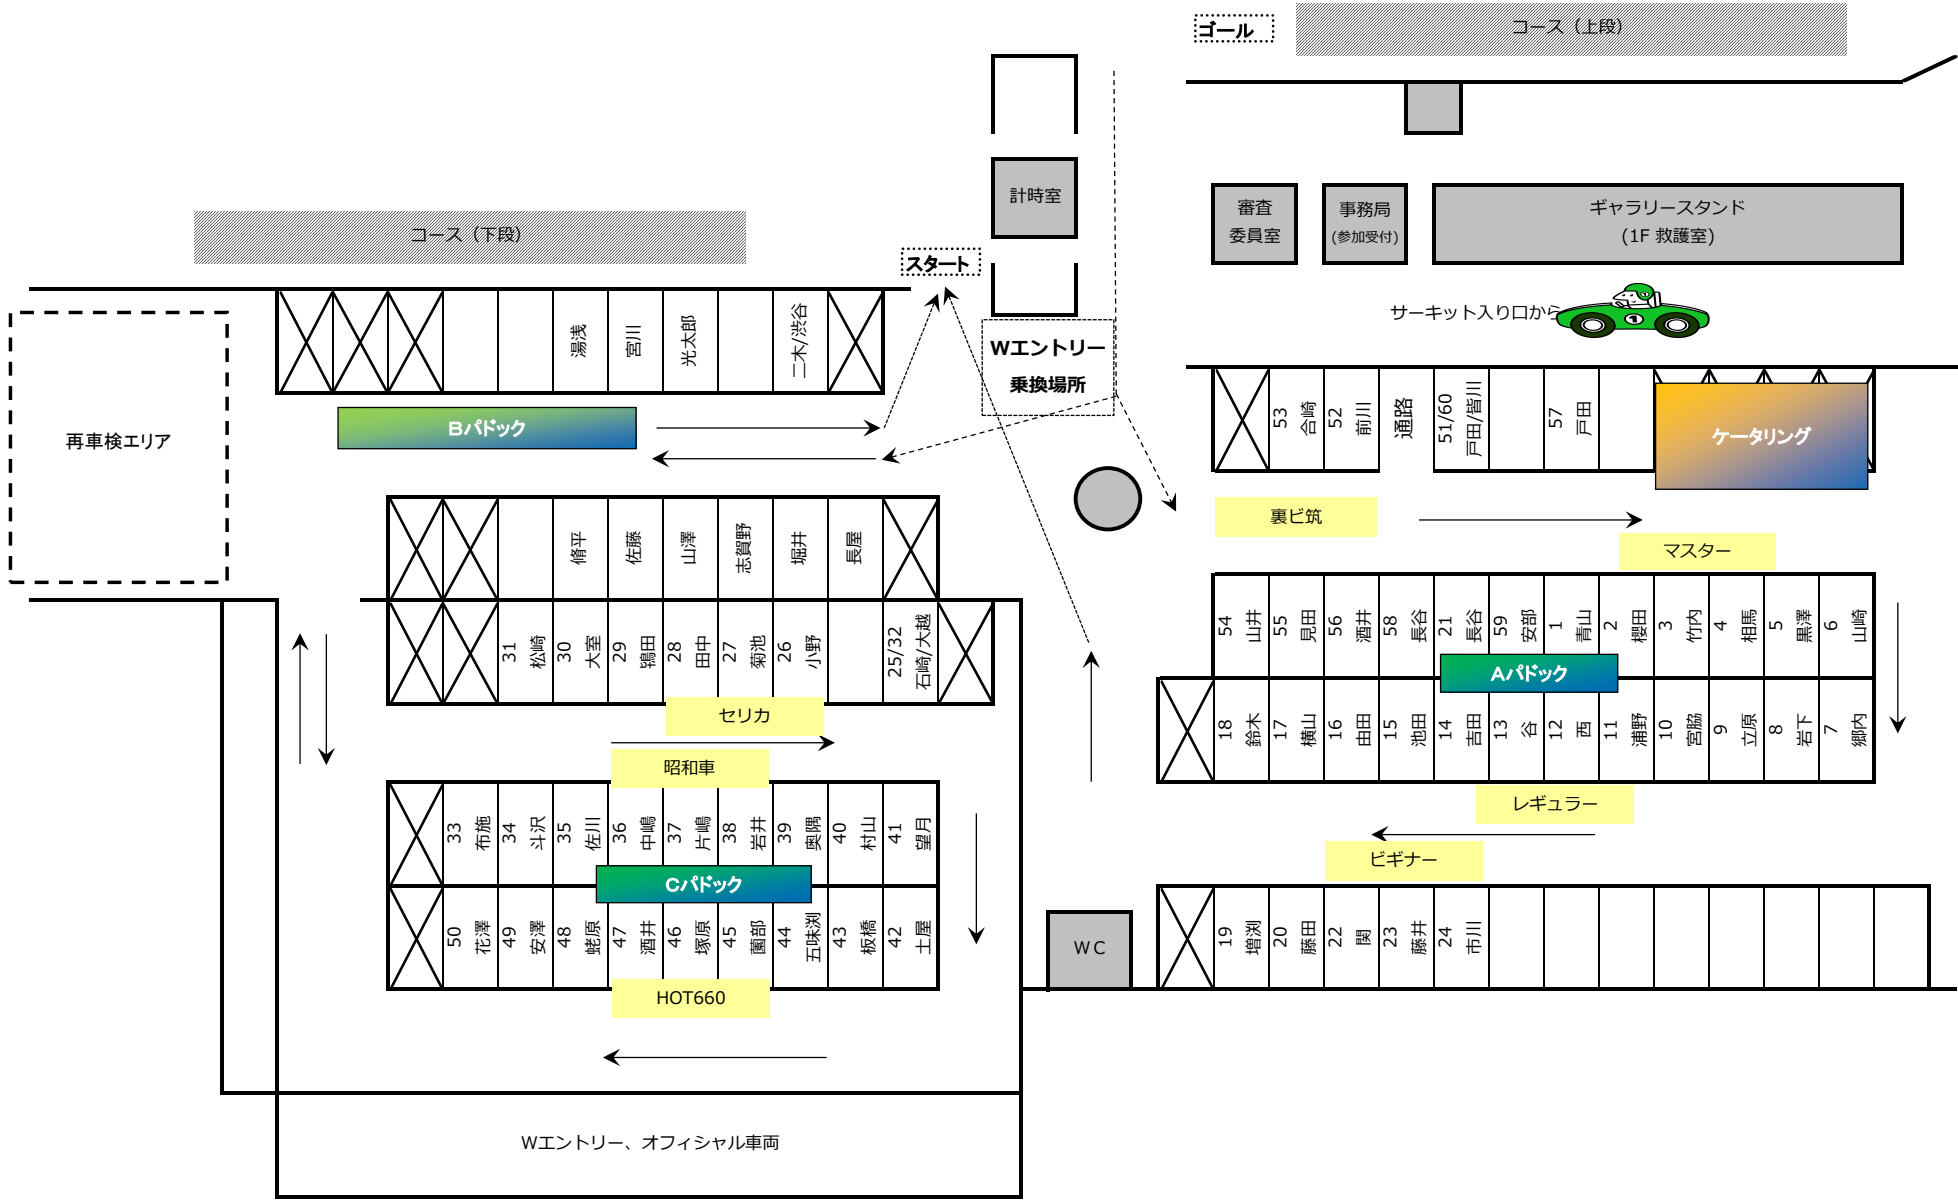 ゴール
コース（上段）
計時室
審査
委員室
事務局
(参加受付)
ギャラリースタンド
(1F 救護室)
コース（下段）
スタート
サーキット入り口から
Wエントリー
乗換場所
再車検エリア
湯浅
宮川
光太郎
二木/渋谷
Bパドック
53 合崎
52 前川
通路
51/60 戸田/皆川
57 戸田
ケータリング
裏ビ筑
マスター
脩平
佐藤
山澤
志賀野
堀井
長屋
31 松崎
30 大室
29 鴇田
28 田中
27 菊池
26 小野
25/32 石崎/大越
セリカ
昭和車
54 山井
55 見田
56 酒井
58 長谷
21 長谷
59 安部
1 青山
2 櫻田
3 竹内
4 相馬
5 黒澤
6 山崎
Aパドック
18 鈴木
17 横山
16 由田
15 池田
14 吉田
13 谷
12 西
11 浦野
10 宮脇
9 立原
8 岩下
7 郷内
レギュラー
ビギナー
33 布施
34 斗沢
35 佐川
36 中嶋
37 片嶋
38 岩井
39 奥隅
40 村山
41 望月
Cパドック
50 花澤
49 安澤
48 蛯原
47 酒井
46 塚原
45 薗部
44 五味渕
43 板橋
42 土屋
HOT660
WC
19 増渕
20 藤田
22 関
23 藤井
24 市川
Wエントリー、オフィシャル車両